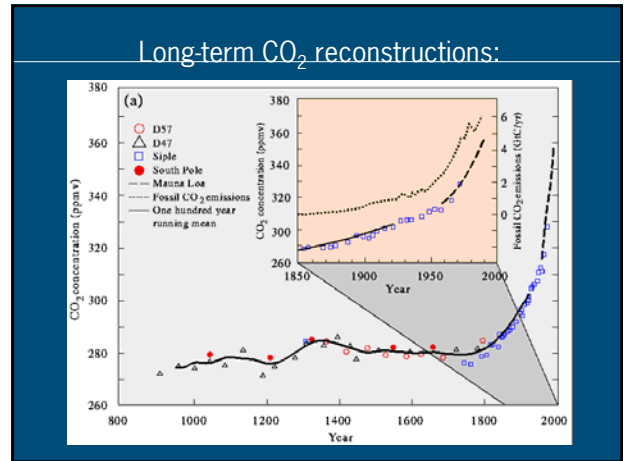 Long-term CO₂ reconstructions:
380
360
340
320
300
280
260
CO₂ concentration (ppmv)
(a)
D57
D47
Siple
South Pole
Mauna Loa
Fossil CO₂ emissions
One hundred year
running mean
380
360
340
320
300
280
260
CO₂ concentration (ppmv)
6
4
2
0
Fossil CO₂ emissions (GtC/yr)
1850 1900 1950 2000
Year
800 1000 1200 1400 1600 1800 2000
Year